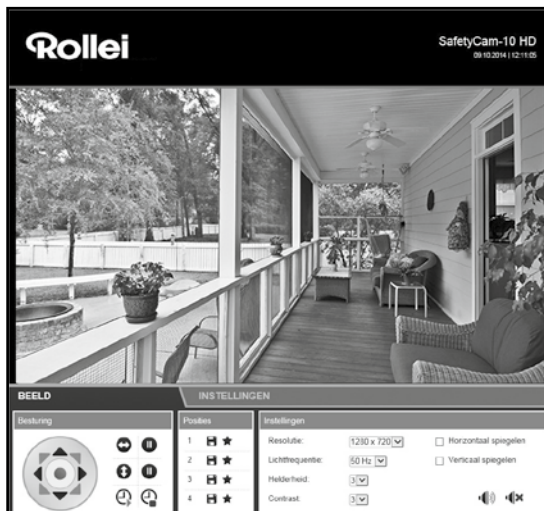 Rollei
SafetyCam-10 HD
09.10.2014 | 12:11:05
BEELD
INSTELLINGEN
Besturing
Posities
Instellingen
1
2
3
4
Resolutie: 1280 x 720
Horizontaal spiegelen
Lichtfrequentie: 50 Hz
Verticaal spiegelen
Helderheid: 3
Contrast: 3